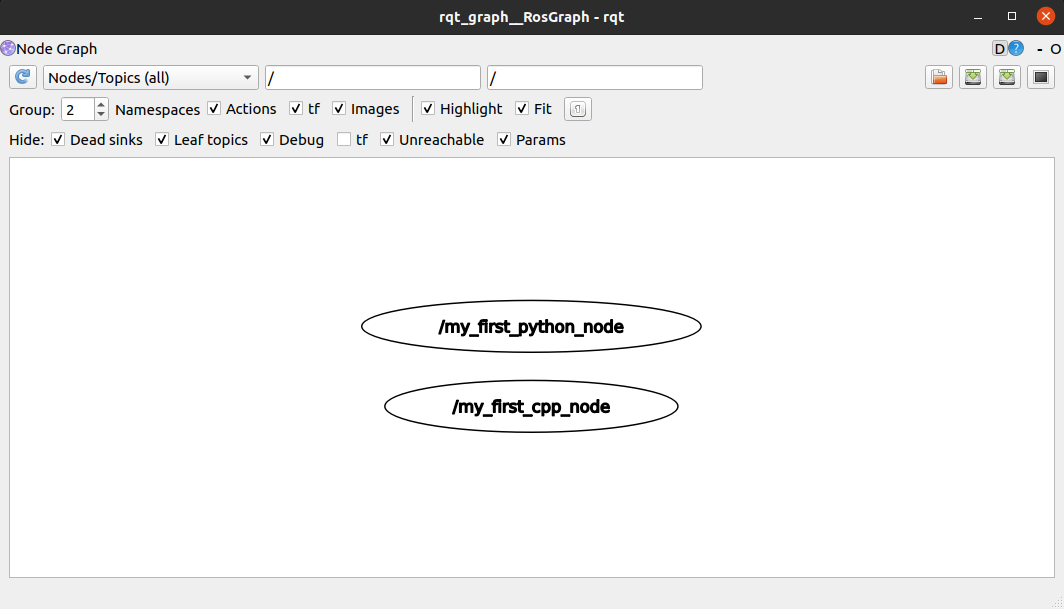 rqt_graph__RosGraph - rqt
Node Graph D ? - O
Nodes/Topics (all) / /
Group: 2 Namespaces Actions tf Images Highlight Fit
Hide: Dead sinks Leaf topics Debug tf Unreachable Params
/my_first_python_node
/my_first_cpp_node